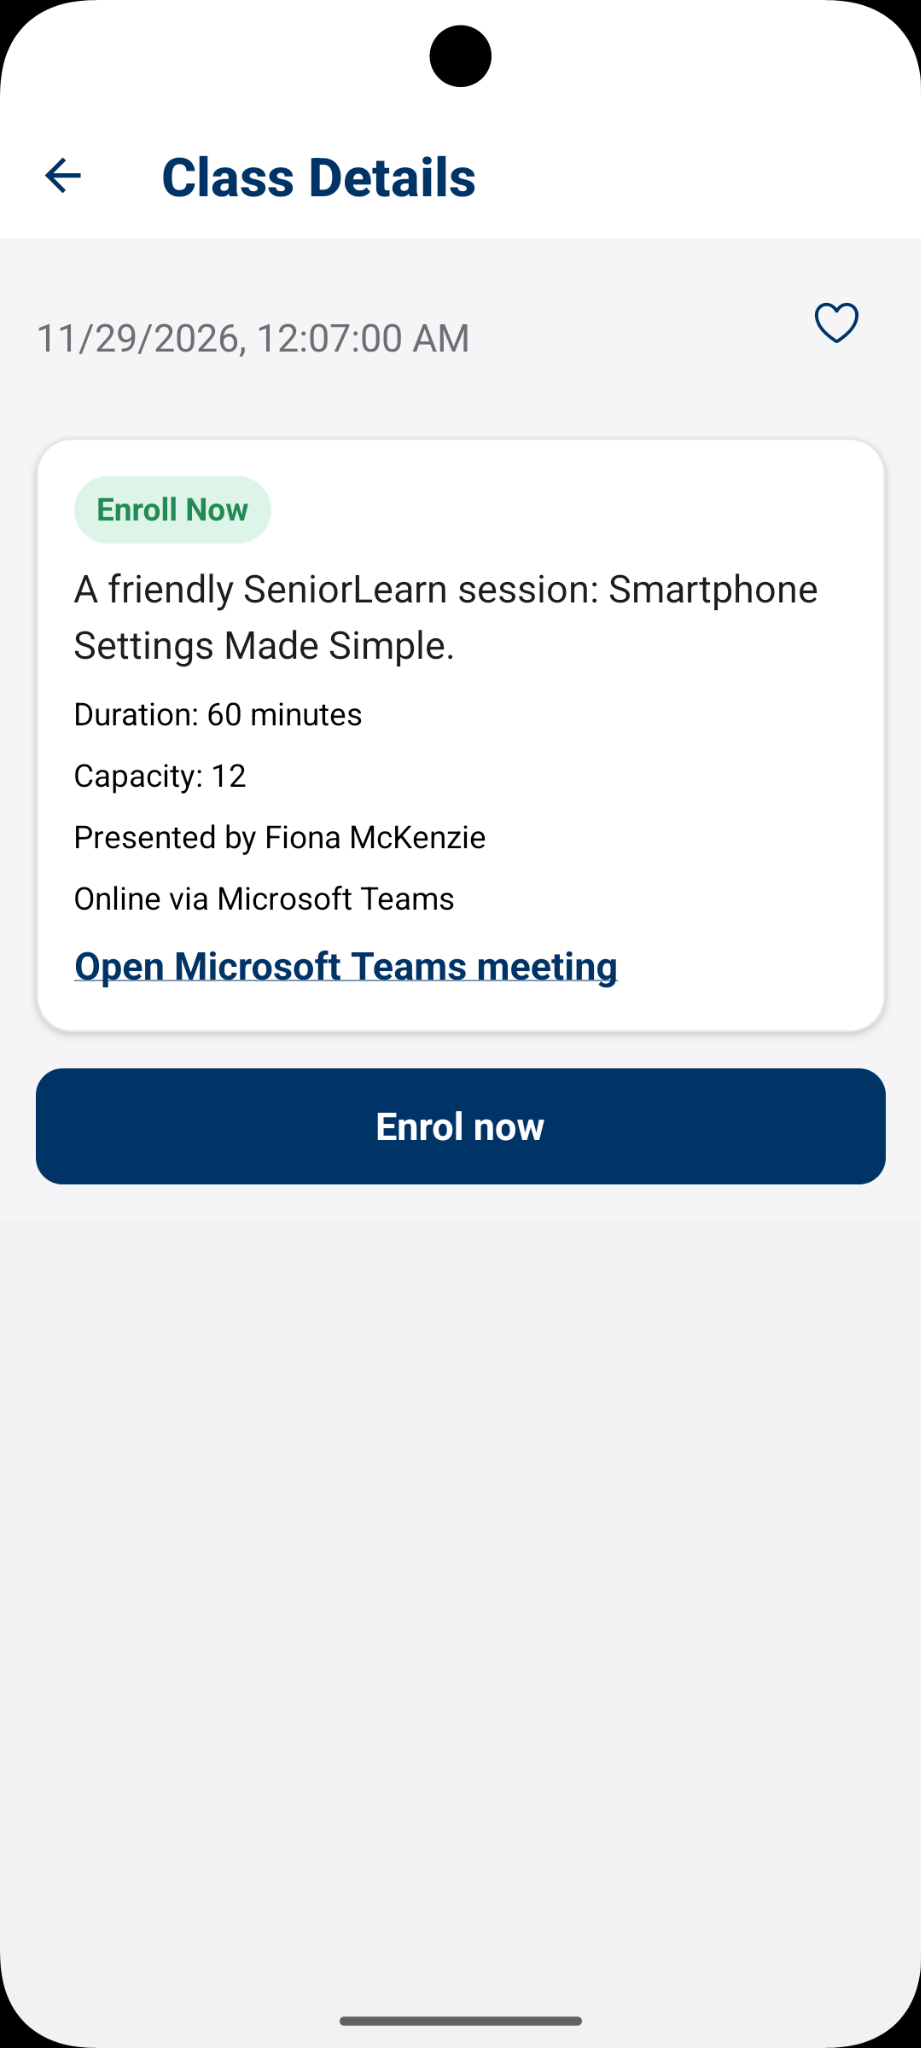 Class Details
11/29/2026, 12:07:00 AM
Enroll Now
A friendly SeniorLearn session: Smartphone
Settings Made Simple.
Duration: 60 minutes
Capacity: 12
Presented by Fiona McKenzie
Online via Microsoft Teams
Open Microsoft Teams meeting
Enrol now